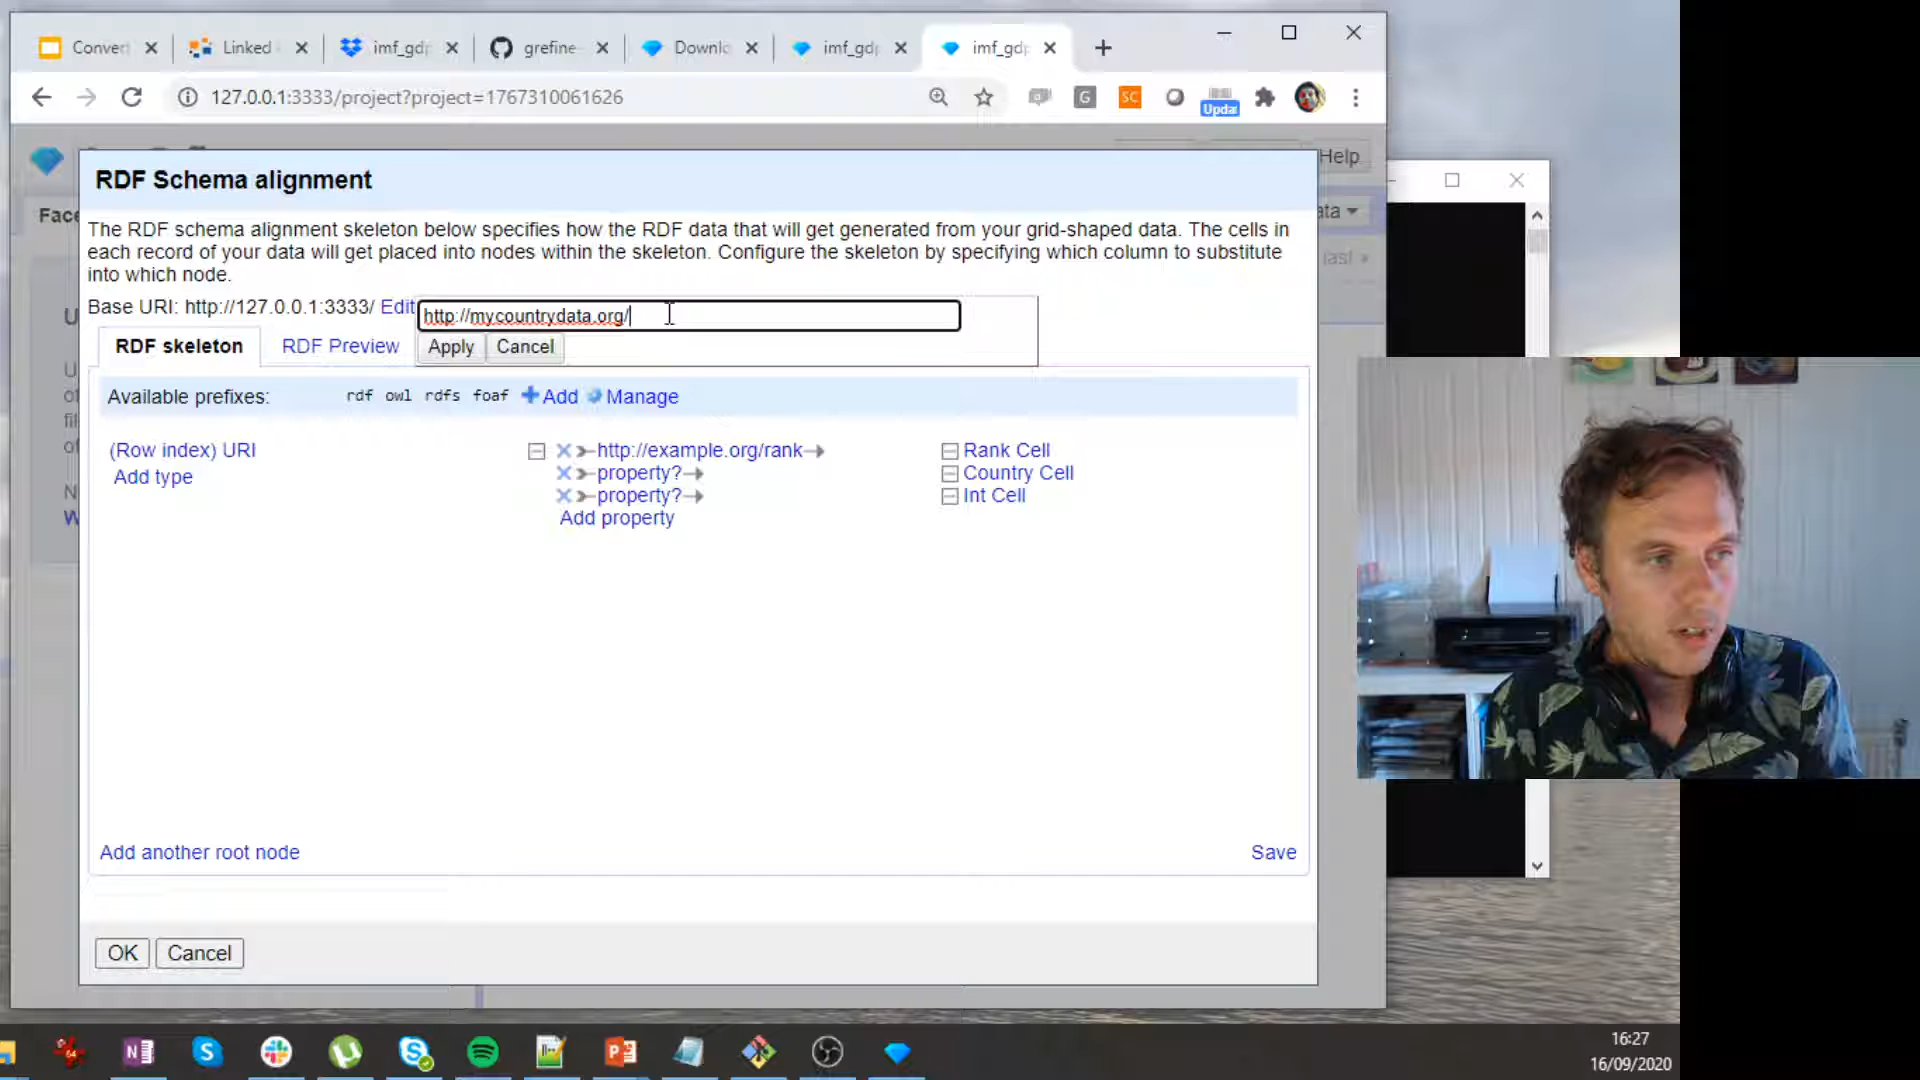 Convert
Linked
imf_gdp
grefine
Downlo
imf_gdp
imf_gdp
127.0.0.1:3333/project?project=1767310061626
G
SC
Updat
Help
RDF Schema alignment
Face
ata
The RDF schema alignment skeleton below specifies how the RDF data that will get generated from your grid-shaped data. The cells in
each record of your data will get placed into nodes within the skeleton. Configure the skeleton by specifying which column to substitute
into which node.
last »
Base URI: http://127.0.0.1:3333/ Edit
http://mycountrydata.org/
RDF skeleton
RDF Preview
Apply
Cancel
Available prefixes: rdf owl rdfs foaf Add Manage
(Row index) URI
http://example.org/rank
Rank Cell
Add type
property?
Country Cell
property?
Int Cell
Add property
Add another root node
Save
OK
Cancel
16:27
16/09/2020